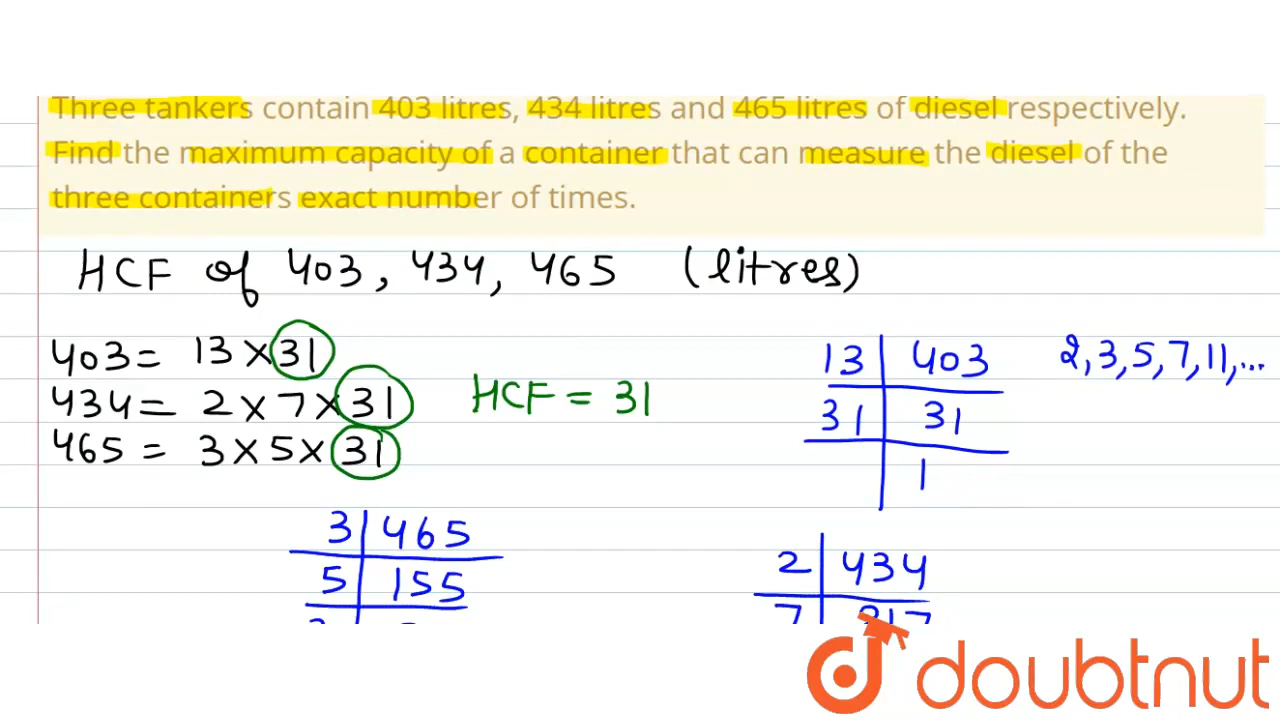 Three tankers contain 403 litres, 434 litres and 465 litres of diesel respectively.
Find the maximum capacity of a container that can measure the diesel of the
three containers exact number of times.
HCF of 403, 434, 465 (litres)
403 = 13 × 31
434 = 2 × 7 × 31
465 = 3 × 5 × 31
HCF = 31
13 | 403
31 | 31
1
2, 3, 5, 7, 11, ...
3 | 465
5 | 155
2 | 434
7 | 217
doubtnut